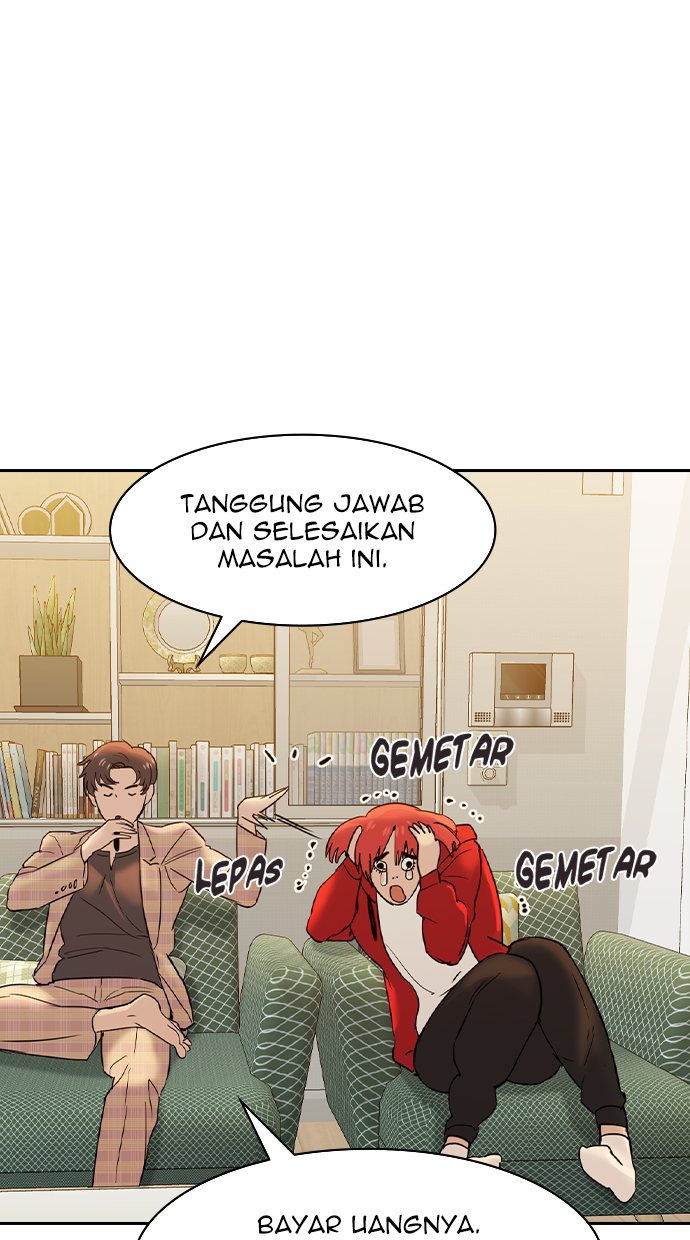 TANGGUNG JAWAB
DAN SELESAIKAN
MASALAH INI.
GEMETAR
LEPAS
GEMETAR
BAYAR UANGNYA.